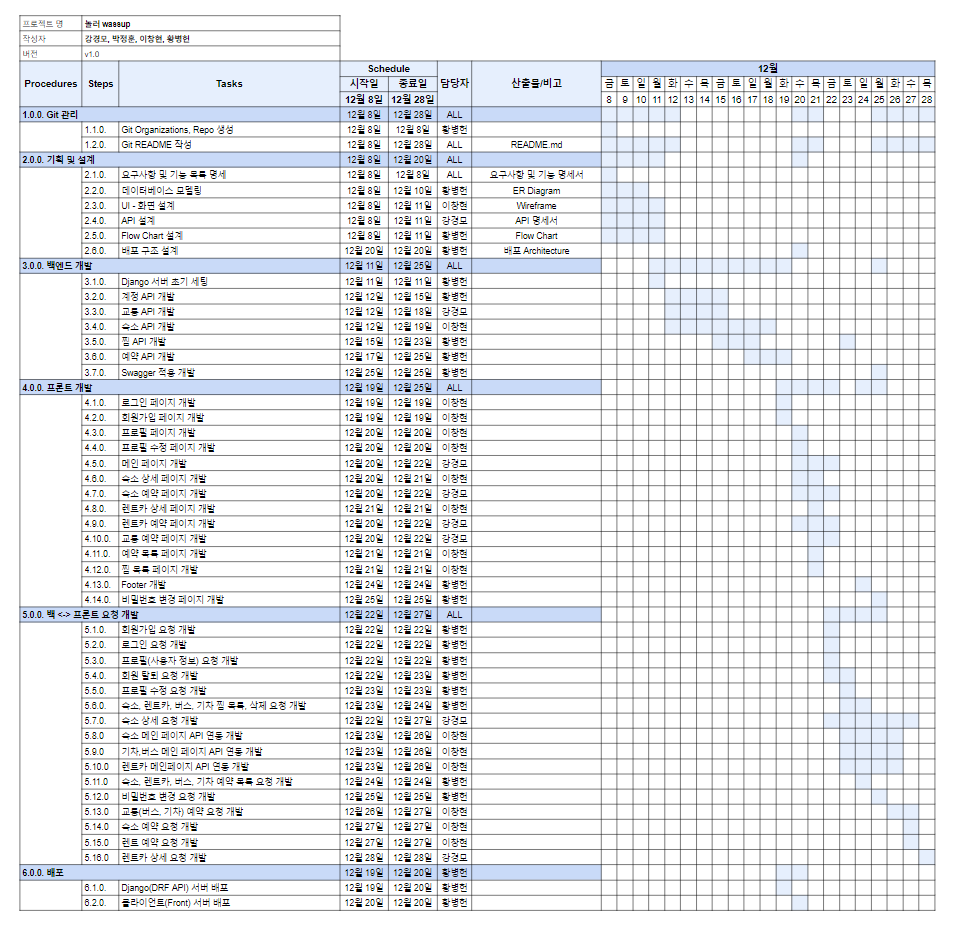 프로젝트 명 놀러 wassup
작성자 강경모, 박정훈, 이창현, 황병헌
버전 v1.0
Procedures Steps Tasks Schedule 담당자 산출물/비고 12월
시작일 종료일 금 토 일 월 화 수 목 금 토 일 월 화 수 목 금 토 일 월 화 수 목
12월 8일 12월 28일 8 9 10 11 12 13 14 15 16 17 18 19 20 21 22 23 24 25 26 27 28
1.0.0. Git 관리 12월 8일 12월 28일 ALL
1.1.0. Git Organizations, Repo 생성 12월 8일 12월 8일 황병헌
1.2.0. Git README 작성 12월 8일 12월 28일 ALL README.md
2.0.0. 기획 및 설계 12월 8일 12월 20일 ALL
2.1.0. 요구사항 및 기능 목록 명세 12월 8일 12월 8일 ALL 요구사항 및 기능 명세서
2.2.0. 데이터베이스 모델링 12월 8일 12월 10일 황병헌 ER Diagram
2.3.0. UI - 화면 설계 12월 8일 12월 11일 이창현 Wireframe
2.4.0. API 설계 12월 8일 12월 11일 강경모 API 명세서
2.5.0. Flow Chart 설계 12월 8일 12월 11일 황병헌 Flow Chart
2.6.0. 배포 구조 설계 12월 20일 12월 20일 황병헌 배포 Architecture
3.0.0. 백엔드 개발 12월 11일 12월 25일 ALL
3.1.0. Django 서버 초기 세팅 12월 11일 12월 11일 황병헌
3.2.0. 계정 API 개발 12월 12일 12월 15일 황병헌
3.3.0. 교통 API 개발 12월 12일 12월 18일 강경모
3.4.0. 숙소 API 개발 12월 12일 12월 19일 이창현
3.5.0. 찜 API 개발 12월 15일 12월 23일 황병헌
3.6.0. 예약 API 개발 12월 17일 12월 25일 황병헌
3.7.0. Swagger 적용 개발 12월 25일 12월 25일 황병헌
4.0.0. 프론트 개발 12월 19일 12월 25일 ALL
4.1.0. 로그인 페이지 개발 12월 19일 12월 19일 이창현
4.2.0. 회원가입 페이지 개발 12월 19일 12월 19일 이창현
4.3.0. 프로필 페이지 개발 12월 20일 12월 20일 이창현
4.4.0. 프로필 수정 페이지 개발 12월 20일 12월 20일 이창현
4.5.0. 메인 페이지 개발 12월 20일 12월 22일 강경모
4.6.0. 숙소 상세 페이지 개발 12월 20일 12월 21일 이창현
4.7.0. 숙소 예약 페이지 개발 12월 20일 12월 22일 강경모
4.8.0. 렌트카 상세 페이지 개발 12월 21일 12월 21일 이창현
4.9.0. 렌트카 예약 페이지 개발 12월 20일 12월 22일 강경모
4.10.0. 교통 예약 페이지 개발 12월 20일 12월 22일 강경모
4.11.0. 예약 목록 페이지 개발 12월 21일 12월 21일 이창현
4.12.0. 찜 목록 페이지 개발 12월 21일 12월 21일 이창현
4.13.0. Footer 개발 12월 24일 12월 24일 황병헌
4.14.0. 비밀번호 변경 페이지 개발 12월 25일 12월 25일 황병헌
5.0.0. 백 <-> 프론트 요청 개발 12월 22일 12월 27일 ALL
5.1.0. 회원가입 요청 개발 12월 22일 12월 22일 황병헌
5.2.0. 로그인 요청 개발 12월 22일 12월 22일 황병헌
5.3.0. 프로필(사용자 정보) 요청 개발 12월 22일 12월 22일 황병헌
5.4.0. 회원 탈퇴 요청 개발 12월 22일 12월 23일 황병헌
5.5.0. 프로필 수정 요청 개발 12월 23일 12월 23일 황병헌
5.6.0. 숙소, 렌트카, 버스, 기차 찜 목록, 삭제 요청 개발 12월 23일 12월 24일 황병헌
5.7.0. 숙소 상세 요청 개발 12월 22일 12월 27일 강경모
5.8.0 숙소 메인 페이지 API 연동 개발 12월 23일 12월 26일 이창현
5.9.0 기차,버스 메인 페이지 API 연동 개발 12월 23일 12월 26일 이창현
5.10.0 렌트카 메인페이지 API 연동 개발 12월 23일 12월 26일 이창현
5.11.0 숙소, 렌트카, 버스, 기차 예약 목록 요청 개발 12월 24일 12월 24일 황병헌
5.12.0 비밀번호 변경 요청 개발 12월 25일 12월 25일 황병헌
5.13.0 교통(버스, 기차) 예약 요청 개발 12월 26일 12월 27일 이창현
5.14.0 숙소 예약 요청 개발 12월 27일 12월 27일 이창현
5.15.0 렌트 예약 요청 개발 12월 27일 12월 27일 이창현
5.16.0 렌트카 상세 요청 개발 12월 28일 12월 28일 강경모
6.0.0. 배포 12월 19일 12월 20일 황병헌
6.1.0. Django(DRF API) 서버 배포 12월 19일 12월 20일 황병헌
6.2.0. 클라이언트(Front) 서버 배포 12월 20일 12월 20일 황병헌